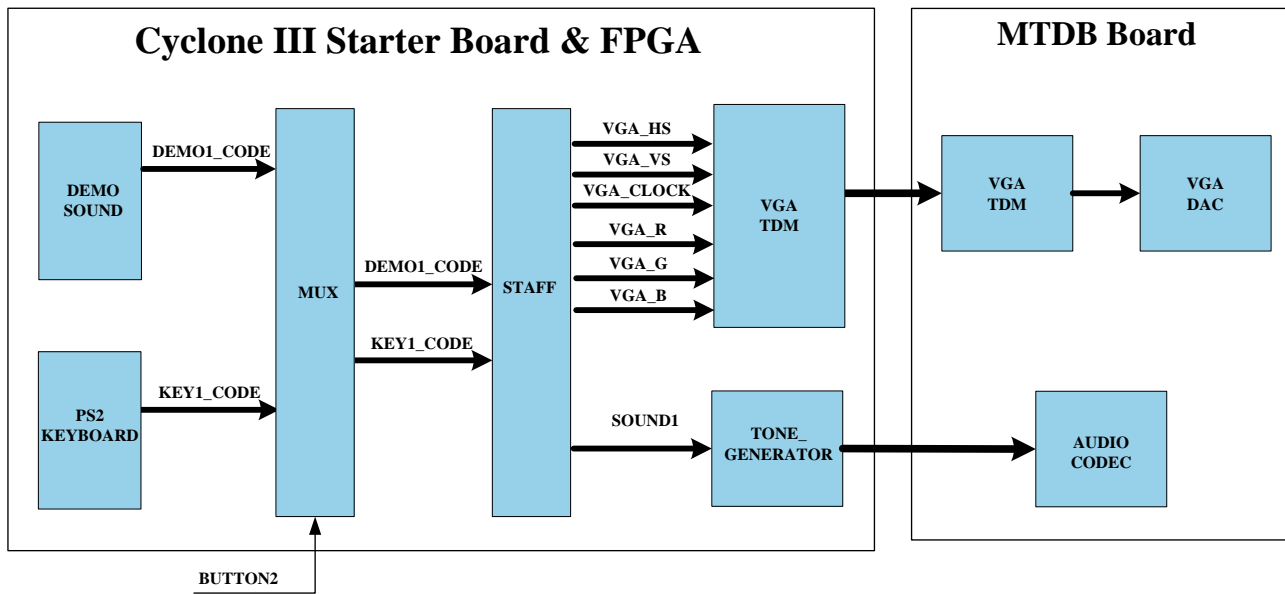 Cyclone III Starter Board & FPGA
MTDB Board
DEMO
SOUND
DEMO1_CODE
PS2
KEYBOARD
KEY1_CODE
MUX
BUTTON2
DEMO1_CODE
KEY1_CODE
STAFF
VGA_HS
VGA_VS
VGA_CLOCK
VGA_R
VGA_G
VGA_B
SOUND1
VGA
TDM
TONE_
GENERATOR
VGA
TDM
VGA
DAC
AUDIO
CODEC